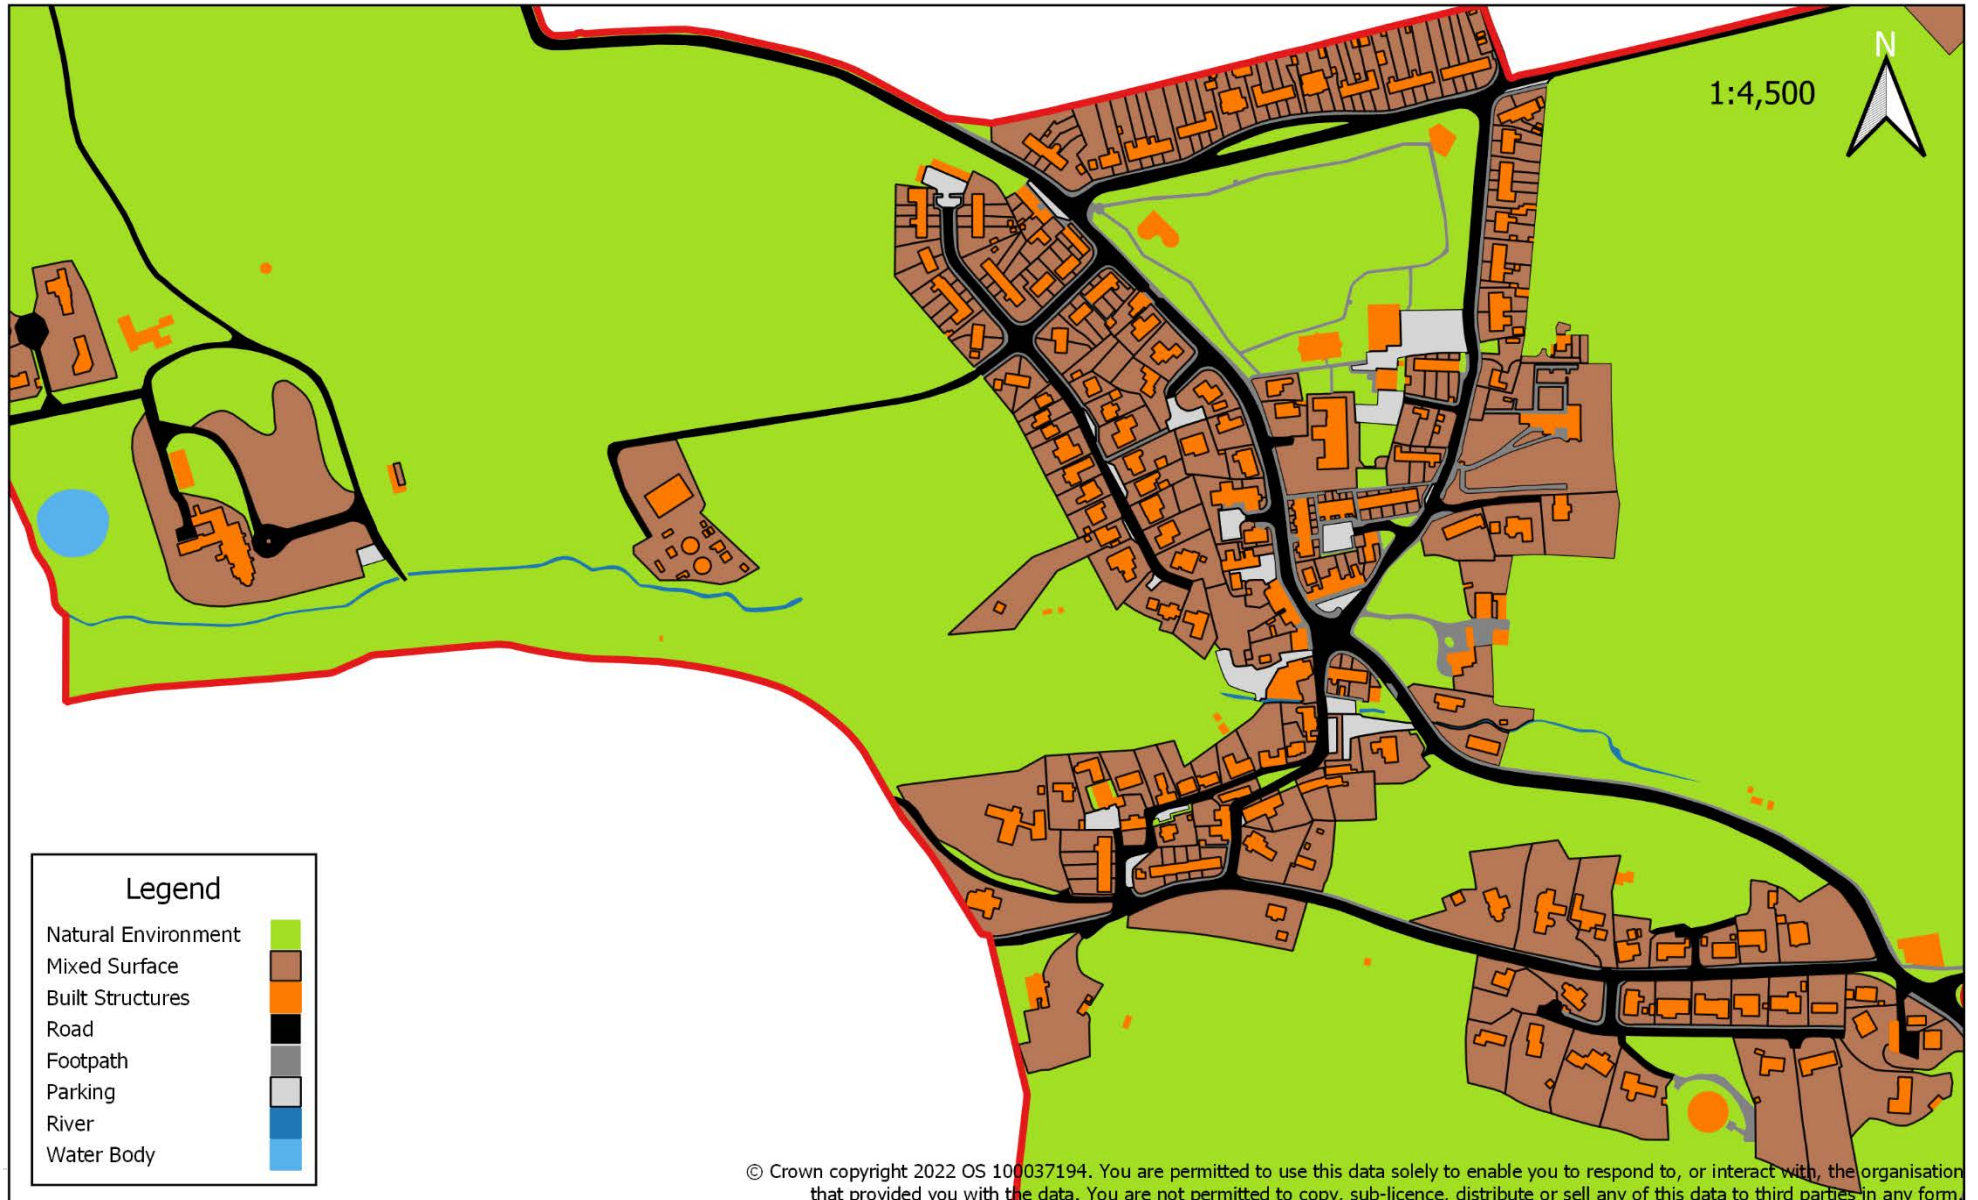 N
1:4,500
Legend
Natural Environment
Mixed Surface
Built Structures
Road
Footpath
Parking
River
Water Body
© Crown copyright 2022 OS 100037194. You are permitted to use this data solely to enable you to respond to, or interact with, the organisation
that provided you with the data. You are not permitted to copy, sub-licence, distribute or sell any of this data to third parties in any form.